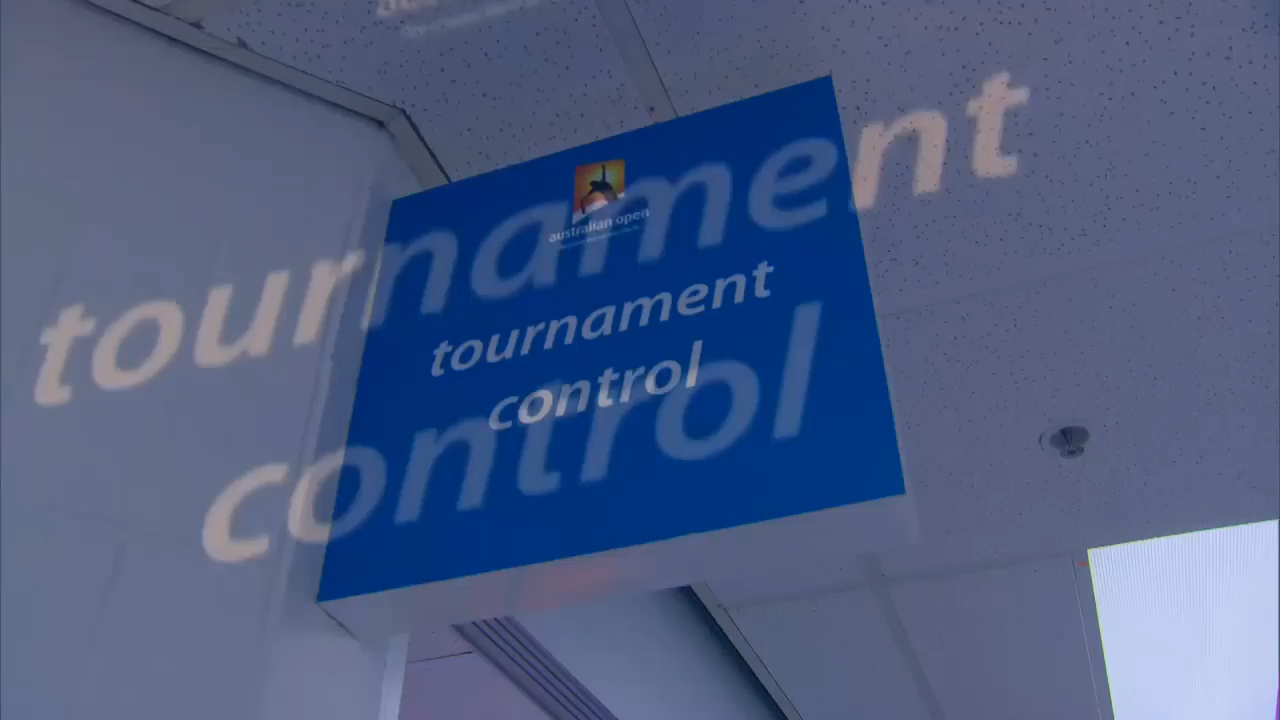 australian open
tournament
control
tournament
control